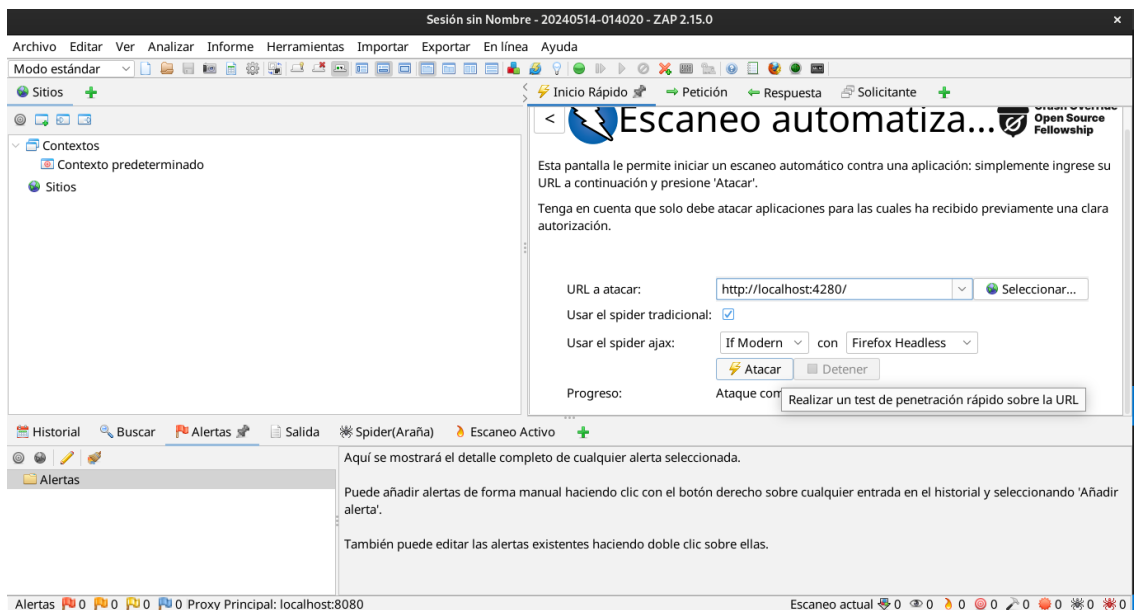 Sesión sin Nombre - 20240514-014020 - ZAP 2.15.0
Archivo Editar Ver Analizar Informe Herramientas Importar Exportar En línea Ayuda
Modo estándar
Sitios
Inicio Rápido Petición Respuesta Solicitante
Contextos
Contexto predeterminado
Sitios
<
Escaneo automatiza...
Crash Override
Open Source
Fellowship
Esta pantalla le permite iniciar un escaneo automático contra una aplicación: simplemente ingrese su
URL a continuación y presione 'Atacar'.
Tenga en cuenta que solo debe atacar aplicaciones para las cuales ha recibido previamente una clara
autorización.
URL a atacar: http://localhost:4280/ Seleccionar...
Usar el spider tradicional:
Usar el spider ajax: If Modern con Firefox Headless
Atacar Detener
Progreso: Ataque com
Realizar un test de penetración rápido sobre la URL
Historial Buscar Alertas Salida Spider(Araña) Escaneo Activo
Alertas
Aquí se mostrará el detalle completo de cualquier alerta seleccionada.
Puede añadir alertas de forma manual haciendo clic con el botón derecho sobre cualquier entrada en el historial y seleccionando 'Añadir
alerta'.
También puede editar las alertas existentes haciendo doble clic sobre ellas.
Alertas 0 0 0 0 Proxy Principal: localhost:8080
Escaneo actual 0 0 0 0 0 0 0 0